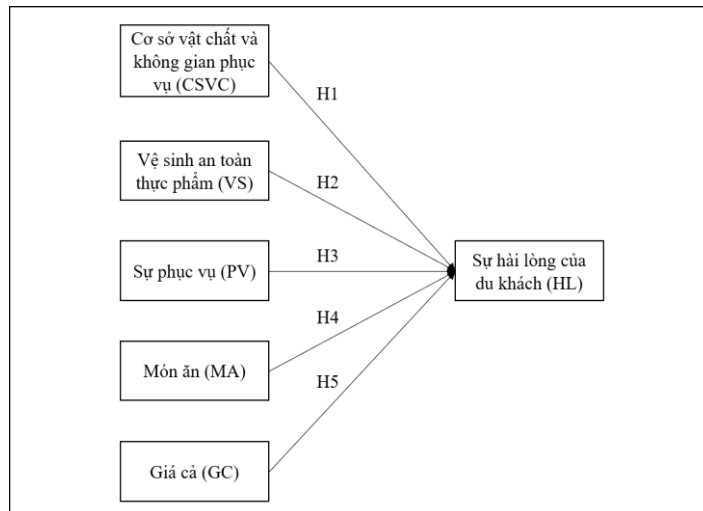 Cơ sở vật chất và
không gian phục
vụ (CSVC)
H1
Vệ sinh an toàn
thực phẩm (VS)
H2
Sự phục vụ (PV)
H3
Sự hài lòng của
du khách (HL)
H4
Món ăn (MA)
H5
Giá cả (GC)